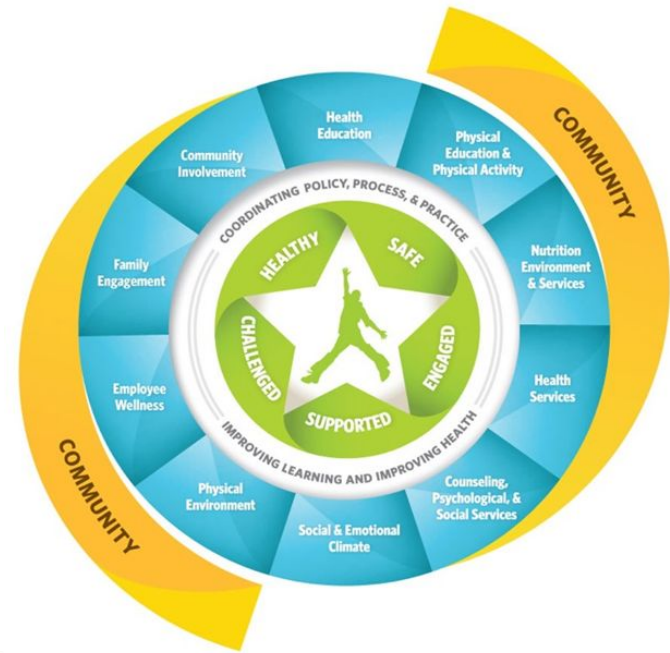 COMMUNITY
Health
Education
Physical
Education &
Physical Activity
Nutrition
Environment
& Services
Health
Services
Counseling,
Psychological, &
Social Services
Social & Emotional
Climate
Physical
Environment
Employee
Wellness
Family
Engagement
Community
Involvement
COORDINATING POLICY, PROCESS, & PRACTICE
IMPROVING LEARNING AND IMPROVING HEALTH
HEALTHY
SAFE
ENGAGED
SUPPORTED
CHALLENGED
COMMUNITY